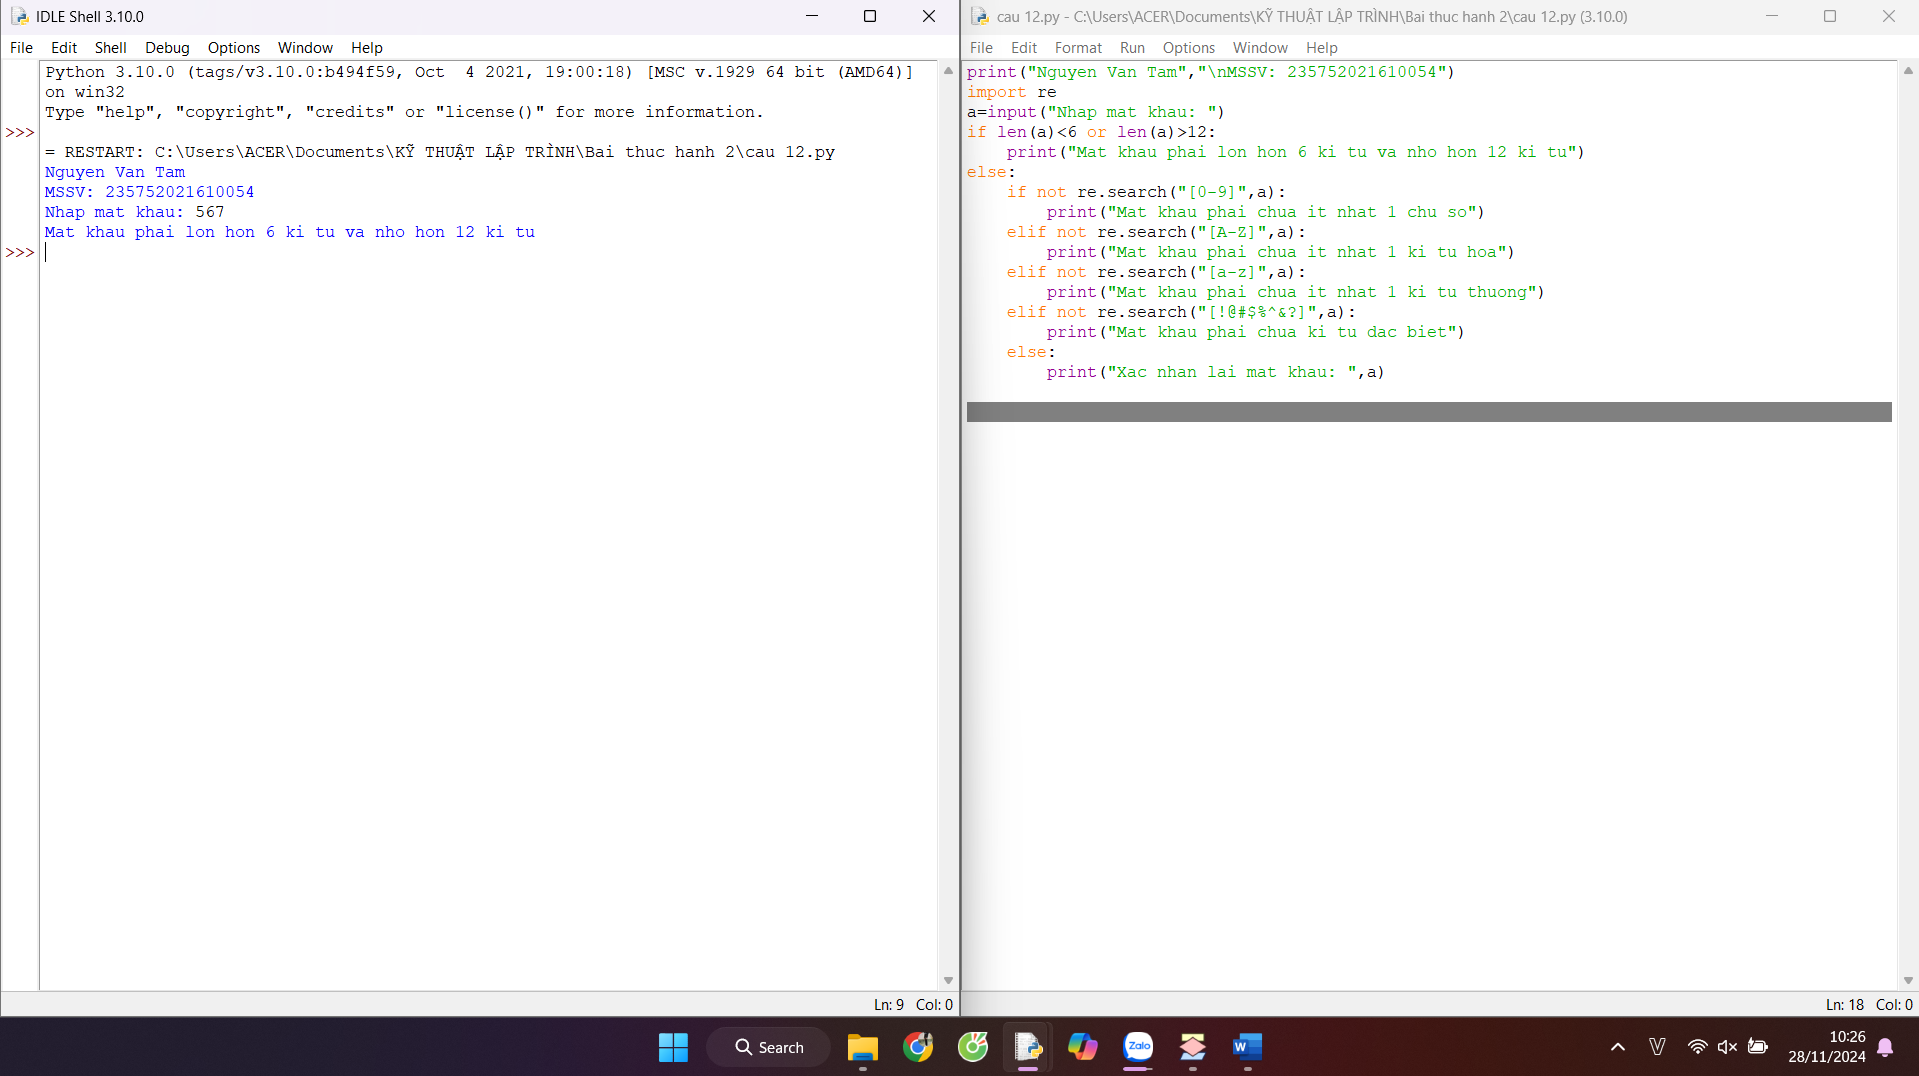 IDLE Shell 3.10.0
File Edit Shell Debug Options Window Help
Python 3.10.0 (tags/v3.10.0:b494f59, Oct  4 2021, 19:00:18) [MSC v.1929 64 bit (AMD64)]
on win32
Type "help", "copyright", "credits" or "license()" for more information.
>>>
= RESTART: C:\Users\ACER\Documents\KỸ THUẬT LẬP TRÌNH\Bai thuc hanh 2\cau 12.py
Nguyen Van Tam
MSSV: 235752021610054
Nhap mat khau: 567
Mat khau phai lon hon 6 ki tu va nho hon 12 ki tu
>>>
Ln: 9 Col: 0
cau 12.py - C:\Users\ACER\Documents\KỸ THUẬT LẬP TRÌNH\Bai thuc hanh 2\cau 12.py (3.10.0)
File Edit Format Run Options Window Help
print("Nguyen Van Tam","\nMSSV: 235752021610054")
import re
a=input("Nhap mat khau: ")
if len(a)<6 or len(a)>12:
    print("Mat khau phai lon hon 6 ki tu va nho hon 12 ki tu")
else:
    if not re.search("[0-9]",a):
        print("Mat khau phai chua it nhat 1 chu so")
    elif not re.search("[A-Z]",a):
        print("Mat khau phai chua it nhat 1 ki tu hoa")
    elif not re.search("[a-z]",a):
        print("Mat khau phai chua it nhat 1 ki tu thuong")
    elif not re.search("[!@#$%^&?]",a):
        print("Mat khau phai chua ki tu dac biet")
    else:
        print("Xac nhan lai mat khau: ",a)
Ln: 18 Col: 0
Search
Zalo
W
V
10:26
28/11/2024